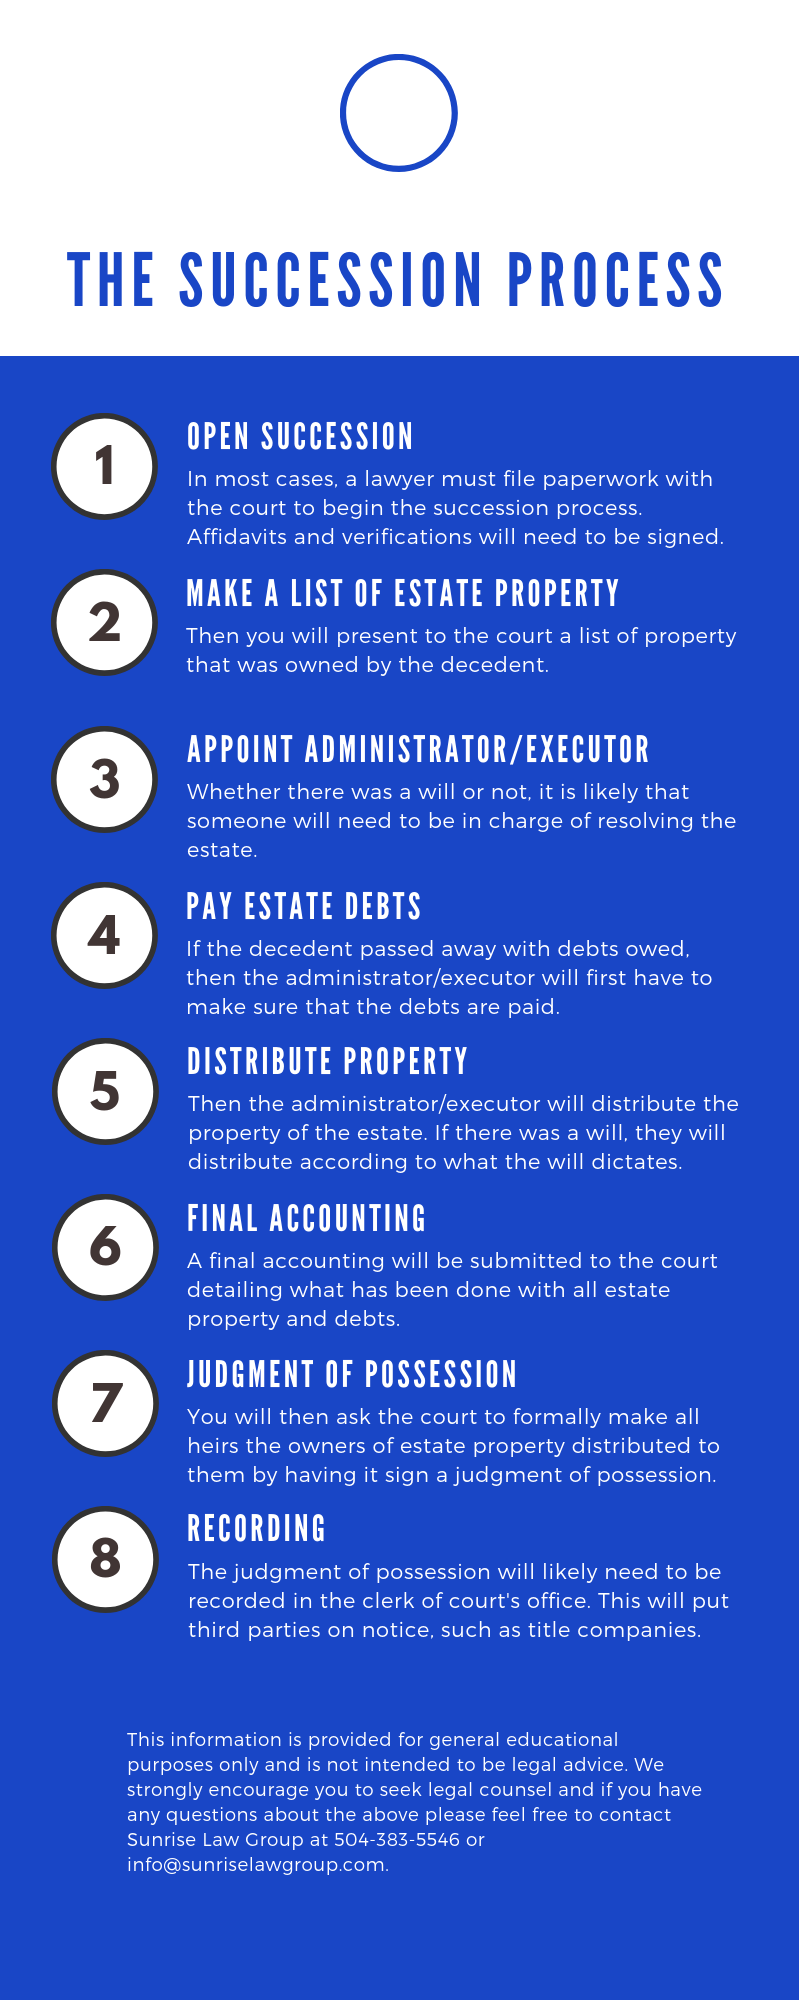 THE SUCCESSION PROCESS
1
OPEN SUCCESSION
In most cases, a lawyer must file paperwork with
the court to begin the succession process.
Affidavits and verifications will need to be signed.
2
MAKE A LIST OF ESTATE PROPERTY
Then you will present to the court a list of property
that was owned by the decedent.
3
APPOINT ADMINISTRATOR/EXECUTOR
Whether there was a will or not, it is likely that
someone will need to be in charge of resolving the
estate.
4
PAY ESTATE DEBTS
If the decedent passed away with debts owed,
then the administrator/executor will first have to
make sure that the debts are paid.
5
DISTRIBUTE PROPERTY
Then the administrator/executor will distribute the
property of the estate. If there was a will, they will
distribute according to what the will dictates.
6
FINAL ACCOUNTING
A final accounting will be submitted to the court
detailing what has been done with all estate
property and debts.
7
JUDGMENT OF POSSESSION
You will then ask the court to formally make all
heirs the owners of estate property distributed to
them by having it sign a judgment of possession.
8
RECORDING
The judgment of possession will likely need to be
recorded in the clerk of court's office. This will put
third parties on notice, such as title companies.
This information is provided for general educational
purposes only and is not intended to be legal advice. We
strongly encourage you to seek legal counsel and if you have
any questions about the above please feel free to contact
Sunrise Law Group at 504-383-5546 or
info@sunriselawgroup.com.